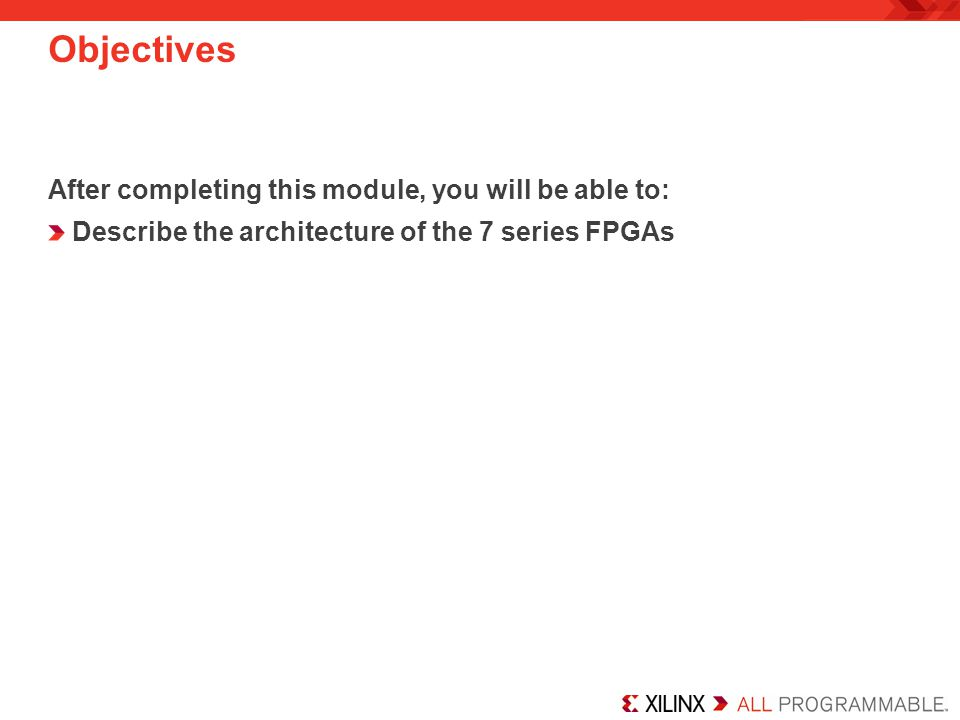 Objectives
After completing this module, you will be able to:
Describe the architecture of the 7 series FPGAs
XILINX ALL PROGRAMMABLE™